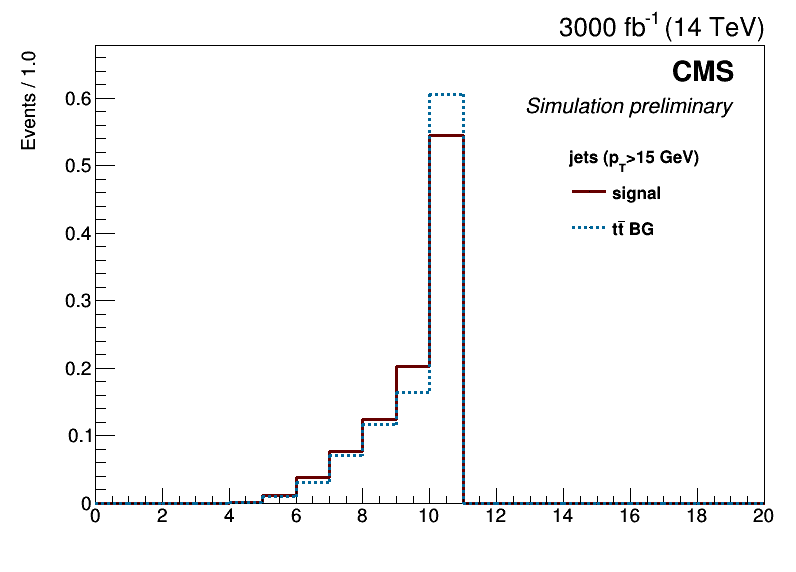 3000 fb-1 (14 TeV)
Events / 1.0
CMS
Simulation preliminary
jets (pT>15 GeV)
signal
tt̄ BG
0.6
0.5
0.4
0.3
0.2
0.1
0
0 2 4 6 8 10 12 14 16 18 20